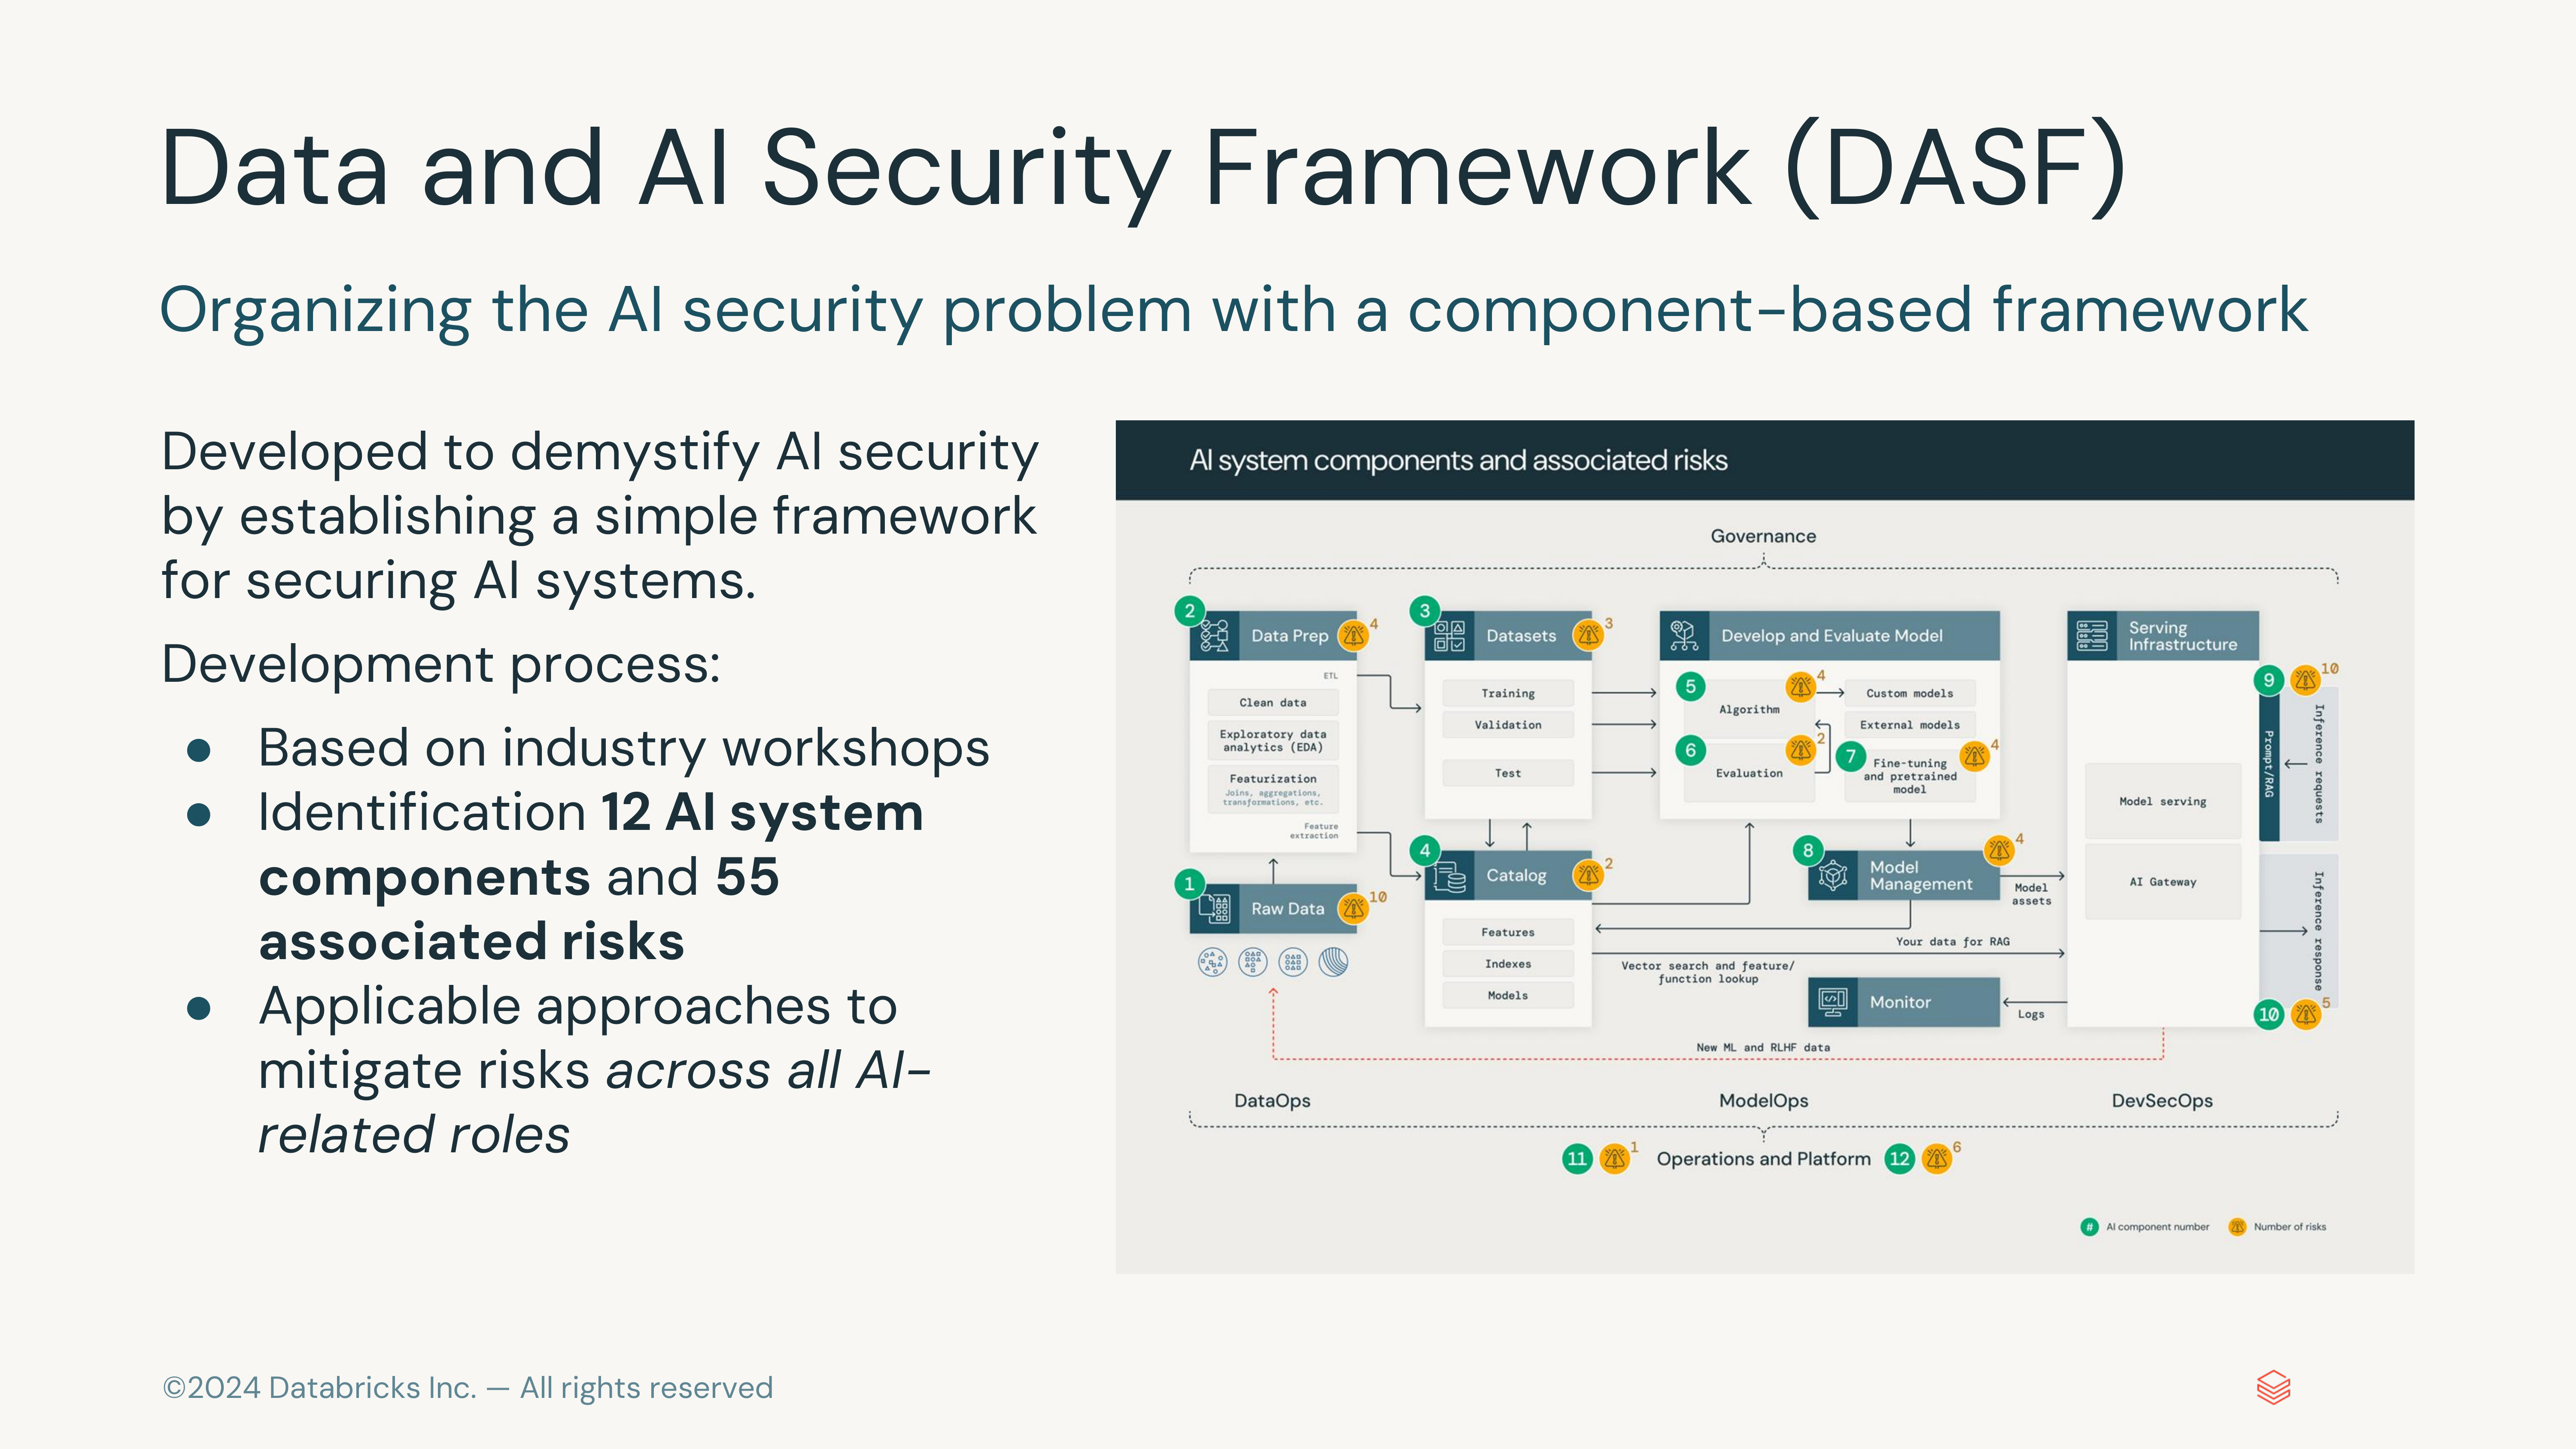 Data and AI Security Framework (DASF)
Organizing the AI security problem with a component-based framework
Developed to demystify AI security
by establishing a simple framework
for securing AI systems.
Development process:
● Based on industry workshops
● Identification 12 AI system
components and 55
associated risks
● Applicable approaches to
mitigate risks across all AI-
related roles
AI system components and associated risks
Governance
2
Data Prep
4
ETL
Clean data
Exploratory data
analytics (EDA)
Featurization
Joins, aggregations,
transformations, etc.
Feature
extraction
1
Raw Data
10
3
Datasets
3
Training
Validation
Test
4
Catalog
2
Features
Indexes
Models
Develop and Evaluate Model
5
4
Algorithm
6
2
Evaluation
Custom models
External models
7
4
Fine-tuning
and pretrained
model
8
4
Model
Management
Model
assets
Your data for RAG
Vector search and feature/
function lookup
Monitor
Logs
Serving
Infrastructure
Model serving
AI Gateway
9
10
Prompt/RAG
Inference requests
Inference response
10
5
New ML and RLHF data
DataOps
ModelOps
DevSecOps
11
1
Operations and Platform
12
6
# AI component number
Number of risks
©2024 Databricks Inc. — All rights reserved